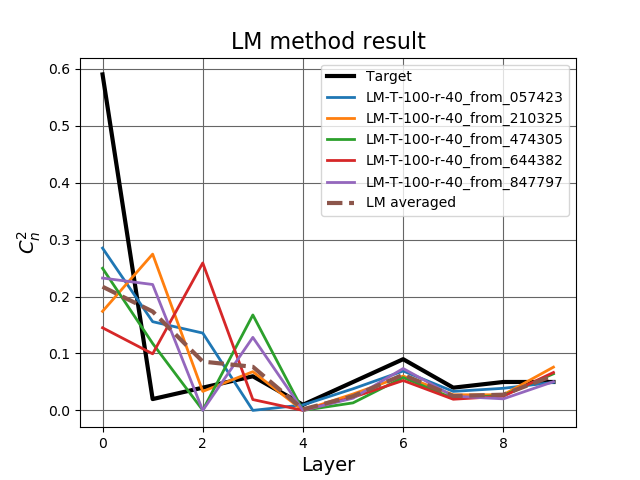 LM method result
0.6
0.5
0.4
0.3
0.2
0.1
0.0
C_n^2
0 2 4 6 8
Layer
Target
LM-T-100-r-40_from_057423
LM-T-100-r-40_from_210325
LM-T-100-r-40_from_474305
LM-T-100-r-40_from_644382
LM-T-100-r-40_from_847797
LM averaged